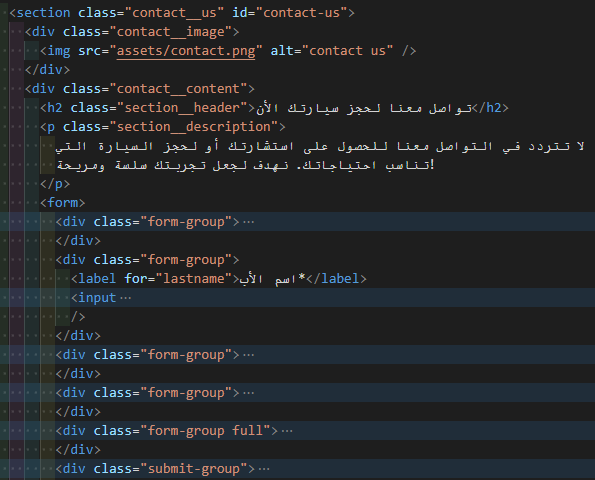 <section class="contact__us" id="contact-us">
<div class="contact__image">
<img src="assets/contact.png" alt="contact us" />
</div>
<div class="contact__content">
<h2 class="section__header">تواصل معنا لحجز سيارتك الأن</h2>
<p class="section__description">
لا تتردد في التواصل معنا للحصول على استشارتك أو لحجز السيارة التي
تناسب احتياجاتك. نهدف لجعل تجربتك سلسة ومريحة!
</p>
<form>
<div class="form-group">…
</div>
<div class="form-group">
<label for="lastname">اسم الأب*</label>
<input…
/>
</div>
<div class="form-group">…
</div>
<div class="form-group">…
</div>
<div class="form-group full">…
</div>
<div class="submit-group">…